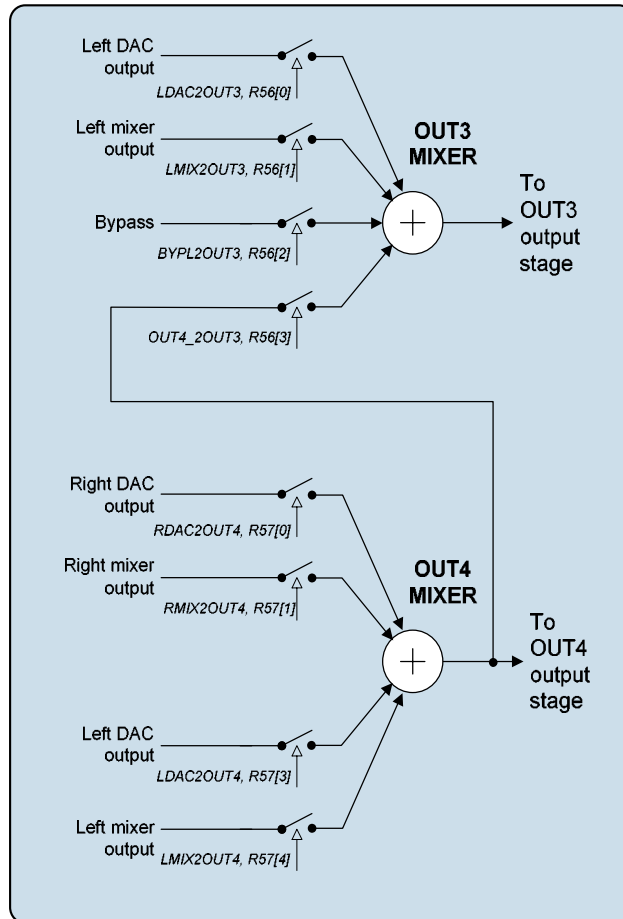 Left DAC
output
LDAC2OUT3, R56[0]
Left mixer
output
LMIX2OUT3, R56[1]
OUT3
MIXER
Bypass
BYPL2OUT3, R56[2]
To
OUT3
output
stage
OUT4_2OUT3, R56[3]
Right DAC
output
RDAC2OUT4, R57[0]
Right mixer
output
RMIX2OUT4, R57[1]
OUT4
MIXER
To
OUT4
output
stage
Left DAC
output
LDAC2OUT4, R57[3]
Left mixer
output
LMIX2OUT4, R57[4]